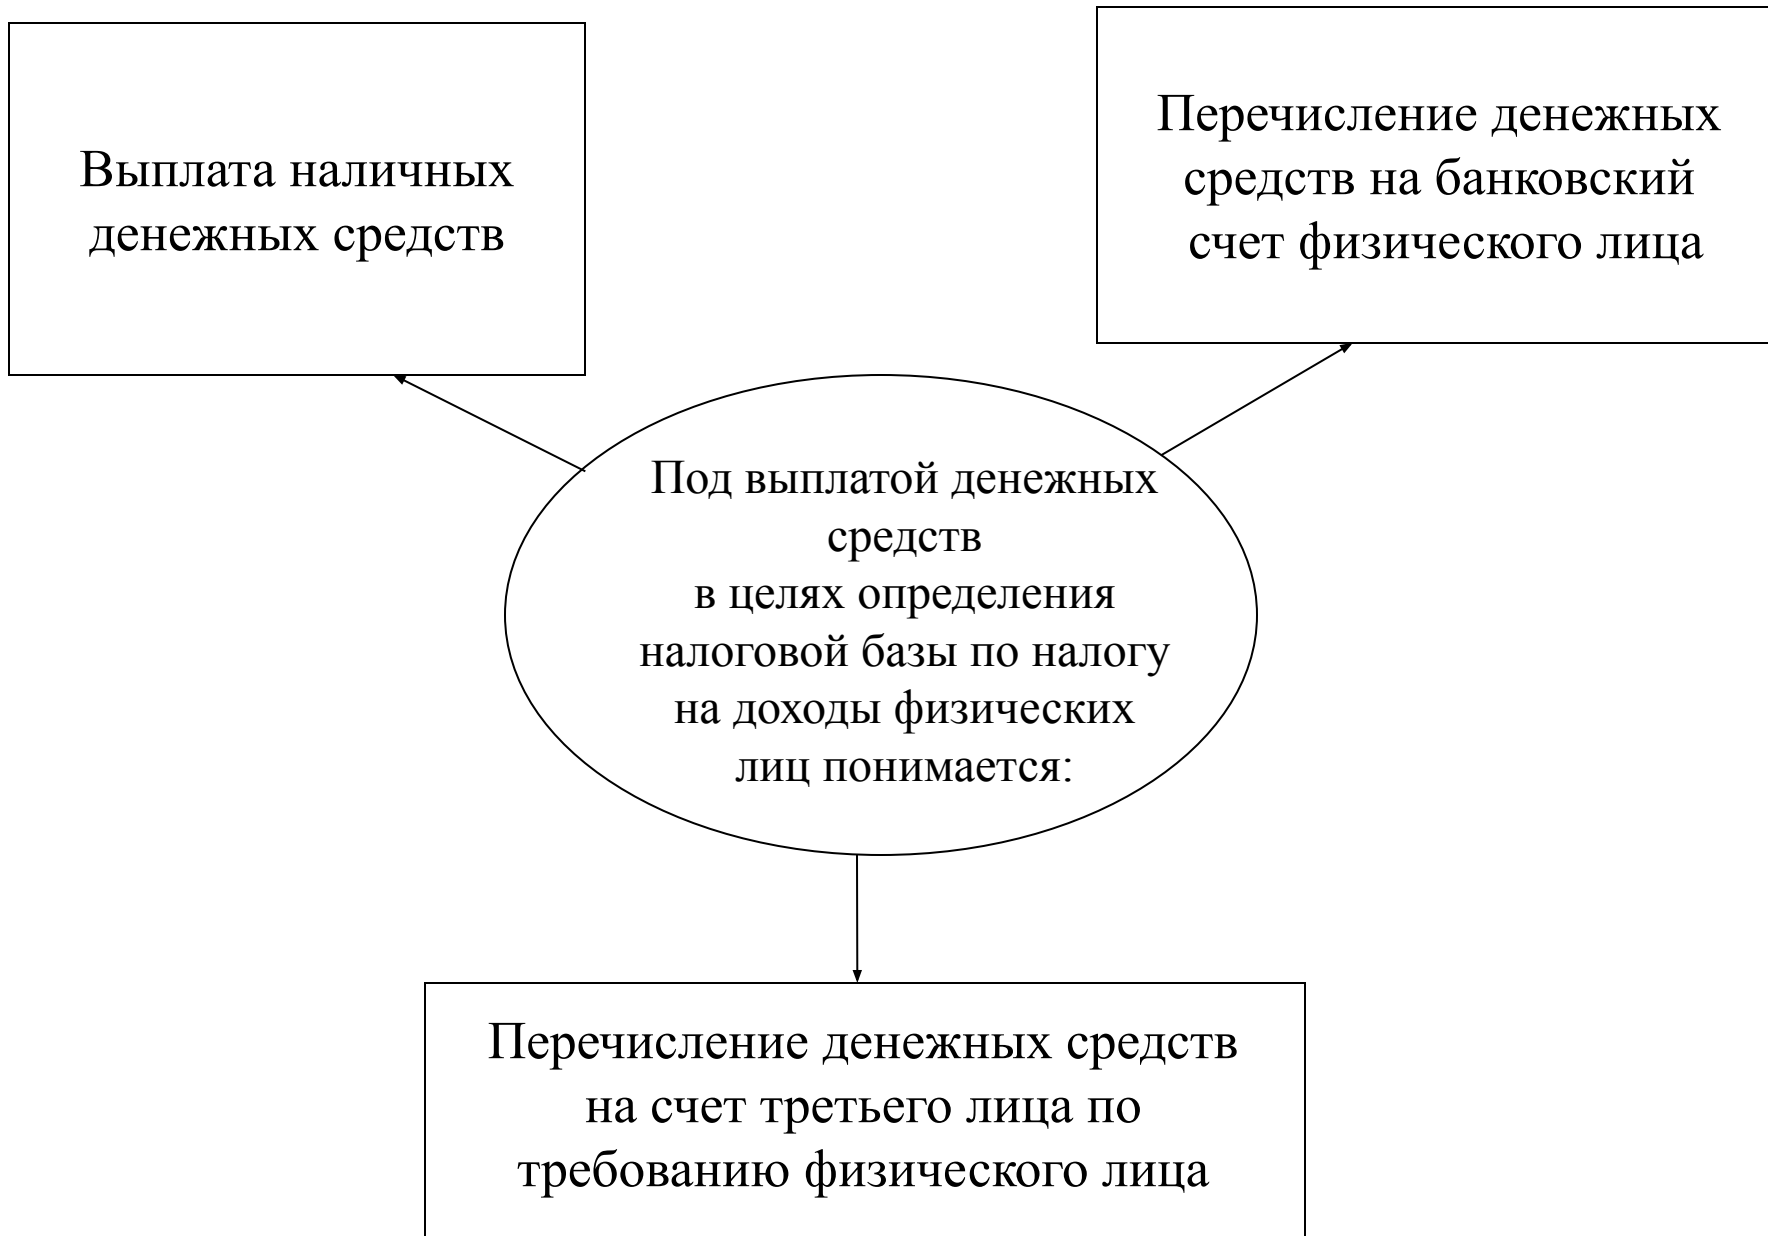 Выплата наличных
денежных средств
Перечисление денежных
средств на банковский
счет физического лица
Под выплатой денежных
средств
в целях определения
налоговой базы по налогу
на доходы физических
лиц понимается:
Перечисление денежных средств
на счет третьего лица по
требованию физического лица